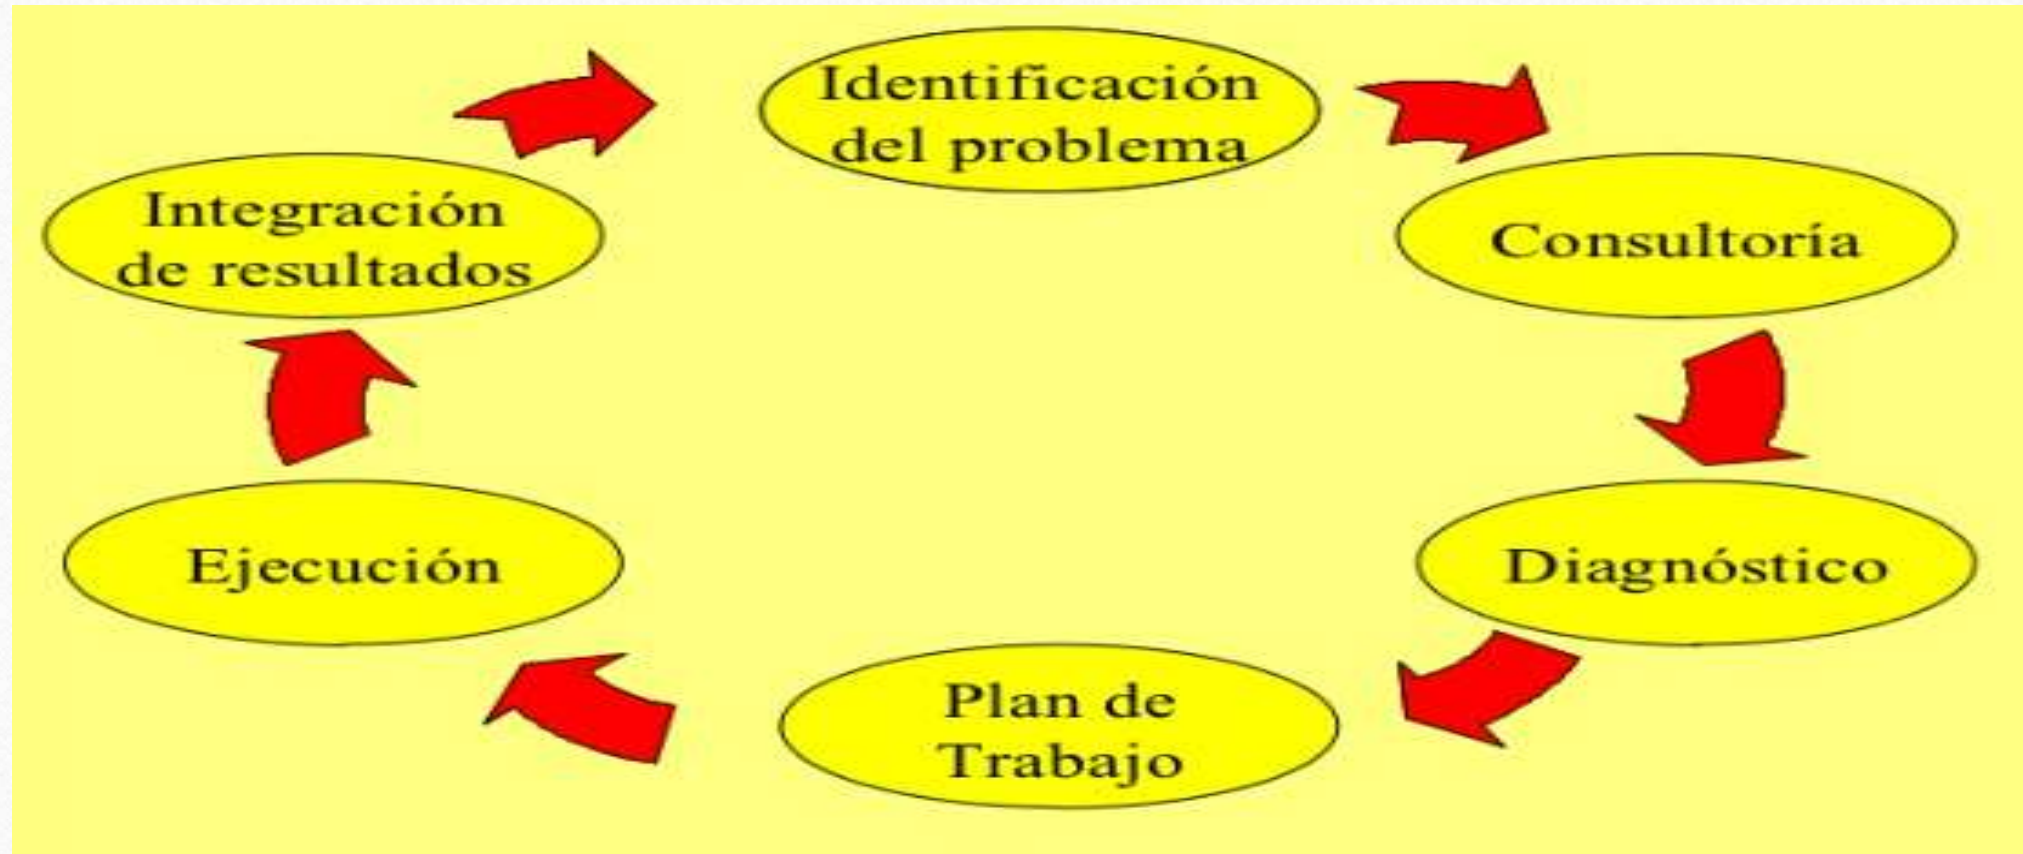 Identificación
del problema
Consultoría
Diagnóstico
Plan de
Trabajo
Ejecución
Integración
de resultados